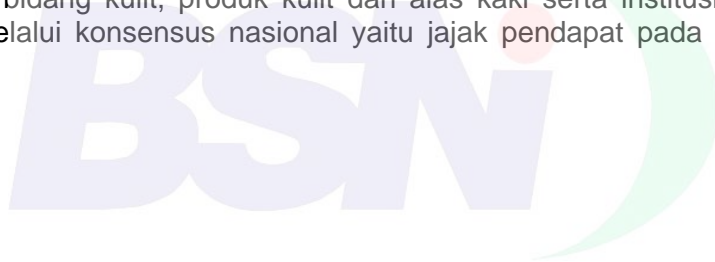 bidang kulit, produk kulit dan alas kaki serta institusi
elalui konsensus nasional yaitu jajak pendapat pada
BSN